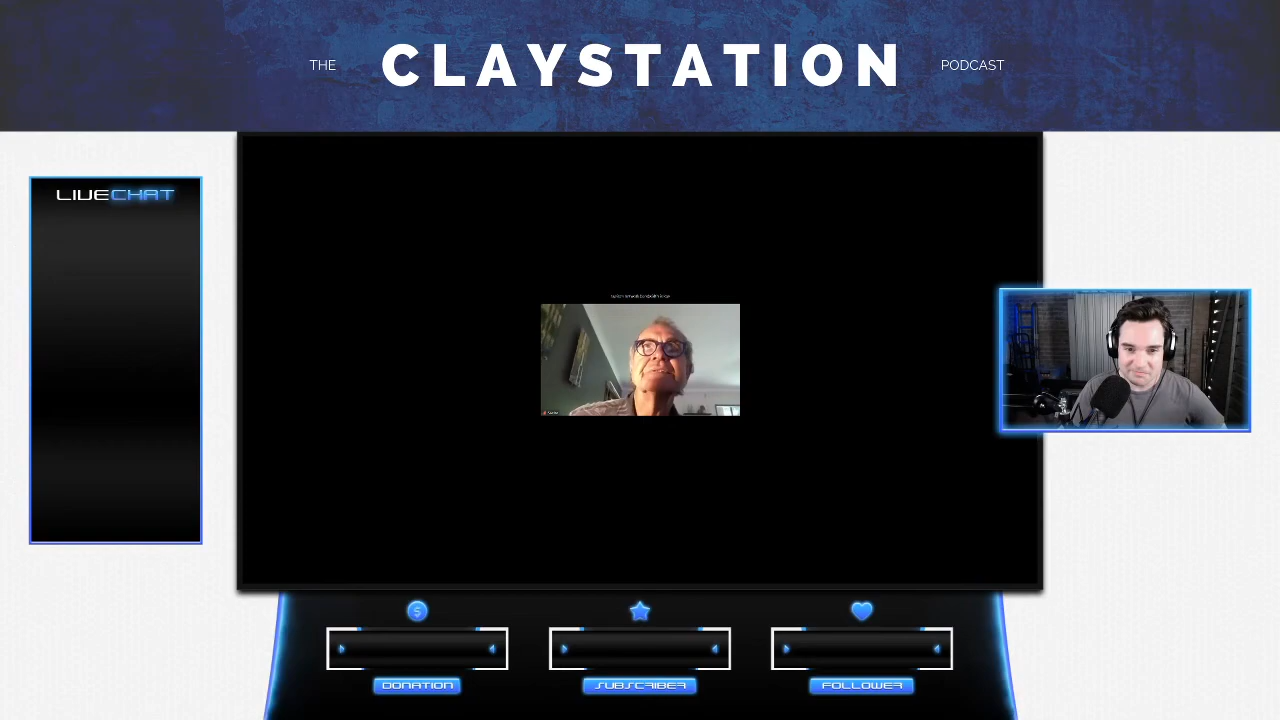 THE CLAYSTATION PODCAST
LIVECHAT
DONATION
SUBSCRIBER
FOLLOWER